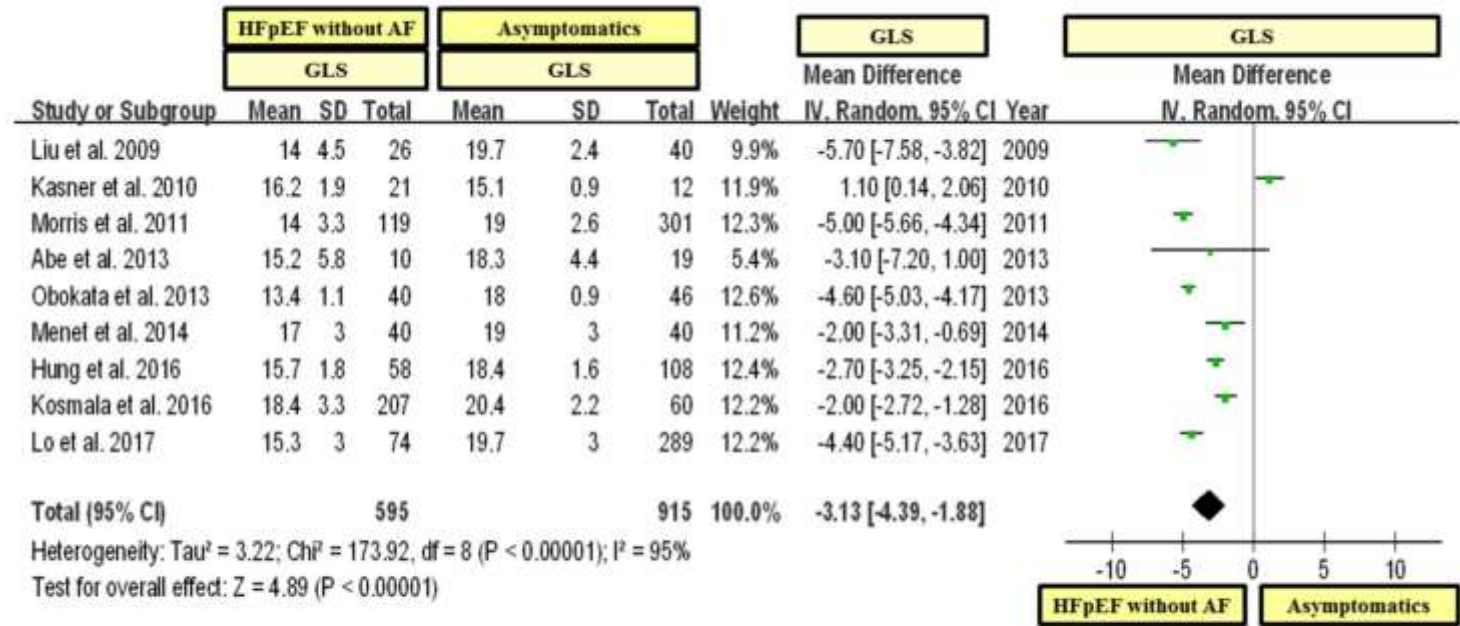 HFpEF without AF Asymptomatics GLS GLS
GLS GLS Mean Difference Mean Difference
Study or Subgroup Mean SD Total Mean SD Total Weight IV, Random, 95% CI Year IV, Random, 95% CI
Liu et al. 2009 14 4.5 26 19.7 2.4 40 9.9% -5.70 [-7.58, -3.82] 2009
Kasner et al. 2010 16.2 1.9 21 15.1 0.9 12 11.9% 1.10 [0.14, 2.06] 2010
Morris et al. 2011 14 3.3 119 19 2.6 301 12.3% -5.00 [-5.66, -4.34] 2011
Abe et al. 2013 15.2 5.8 10 18.3 4.4 19 5.4% -3.10 [-7.20, 1.00] 2013
Obokata et al. 2013 13.4 1.1 40 18 0.9 46 12.6% -4.60 [-5.03, -4.17] 2013
Menet et al. 2014 17 3 40 19 3 40 11.2% -2.00 [-3.31, -0.69] 2014
Hung et al. 2016 15.7 1.8 58 18.4 1.6 108 12.4% -2.70 [-3.25, -2.15] 2016
Kosmala et al. 2016 18.4 3.3 207 20.4 2.2 60 12.2% -2.00 [-2.72, -1.28] 2016
Lo et al. 2017 15.3 3 74 19.7 3 289 12.2% -4.40 [-5.17, -3.63] 2017
Total (95% CI) 595 915 100.0% -3.13 [-4.39, -1.88]
Heterogeneity: Tau² = 3.22; Chi² = 173.92, df = 8 (P < 0.00001); I² = 95%
Test for overall effect: Z = 4.89 (P < 0.00001)
-10 -5 0 5 10
HFpEF without AF Asymptomatics